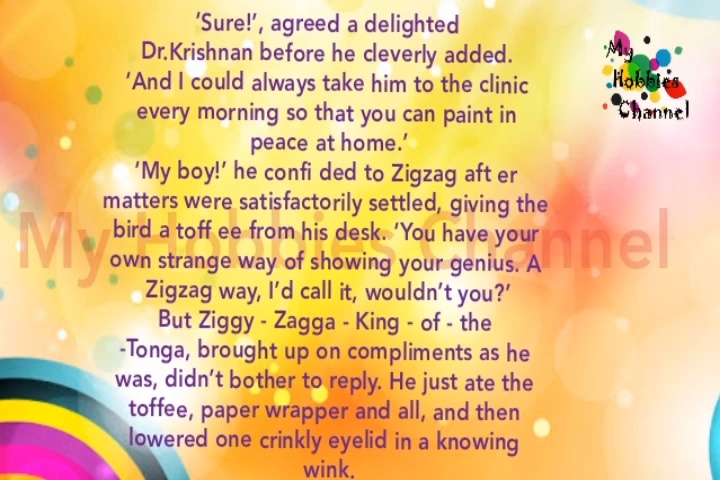 ‘Sure!’, agreed a delighted
Dr.Krishnan before he cleverly added.
‘And I could always take him to the clinic
every morning so that you can paint in
peace at home.’
‘My boy!’ he confi ded to Zigzag aft er
matters were satisfactorily settled, giving the
bird a toff ee from his desk. ‘You have your
own strange way of showing your genius. A
Zigzag way, I’d call it, wouldn’t you?’
But Ziggy - Zagga - King - of - the
-Tonga, brought up on compliments as he
was, didn’t bother to reply. He just ate the
toffee, paper wrapper and all, and then
lowered one crinkly eyelid in a knowing
wink.
My
Hobbies
Channel
My Hobbies Channel